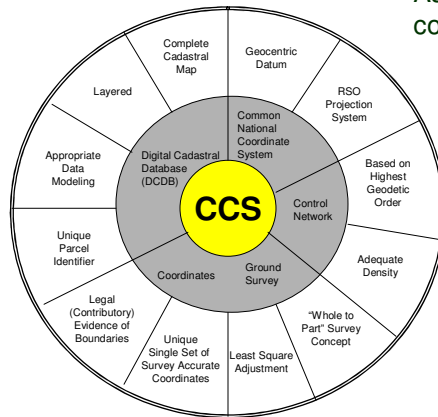 Complete
Cadastral
Map
Geocentric
Datum
RSO
Projection
System
Based on
Highest
Geodetic
Order
Adequate
Density
“Whole to
Part” Survey
Concept
Least Square
Adjustment
Unique
Single Set of
Survey Accurate
Coordinates
Legal
(Contributory)
Evidence of
Boundaries
Unique
Parcel
Identifier
Appropriate
Data
Modeling
Layered
Common
National
Coordinate
System
Control
Network
Ground
Survey
Coordinates
Digital Cadastral
Database
(DCDB)
CCS